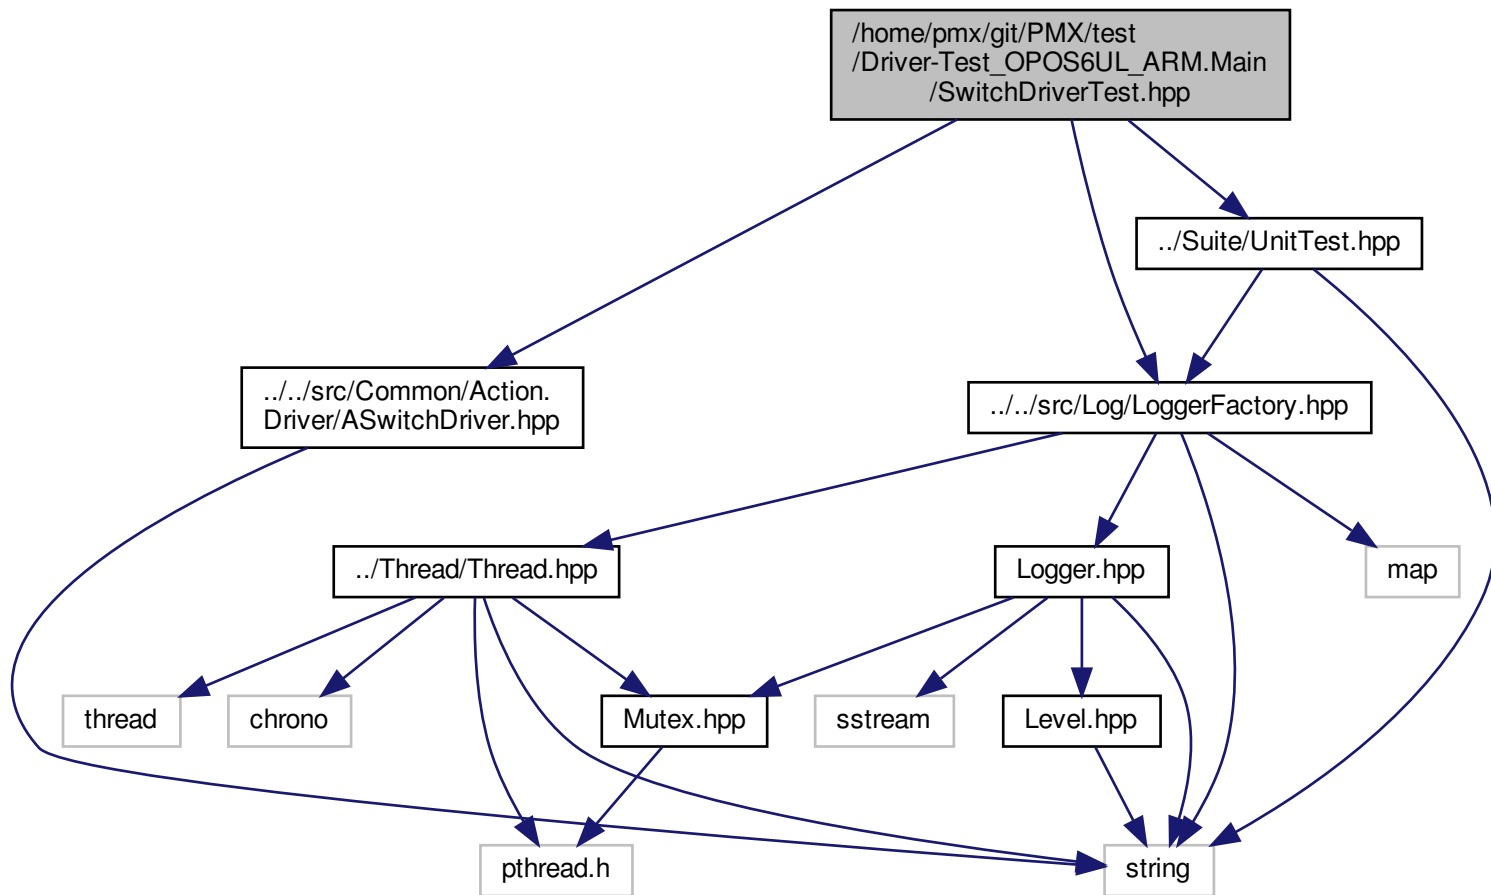 /home/pmx/git/PMX/test
/Driver-Test_OPOS6UL_ARM.Main
/SwitchDriverTest.hpp
../Suite/UnitTest.hpp
../../src/Common/Action.
Driver/ASwitchDriver.hpp
../../src/Log/LoggerFactory.hpp
../Thread/Thread.hpp
Logger.hpp
map
thread
chrono
Mutex.hpp
sstream
Level.hpp
pthread.h
string